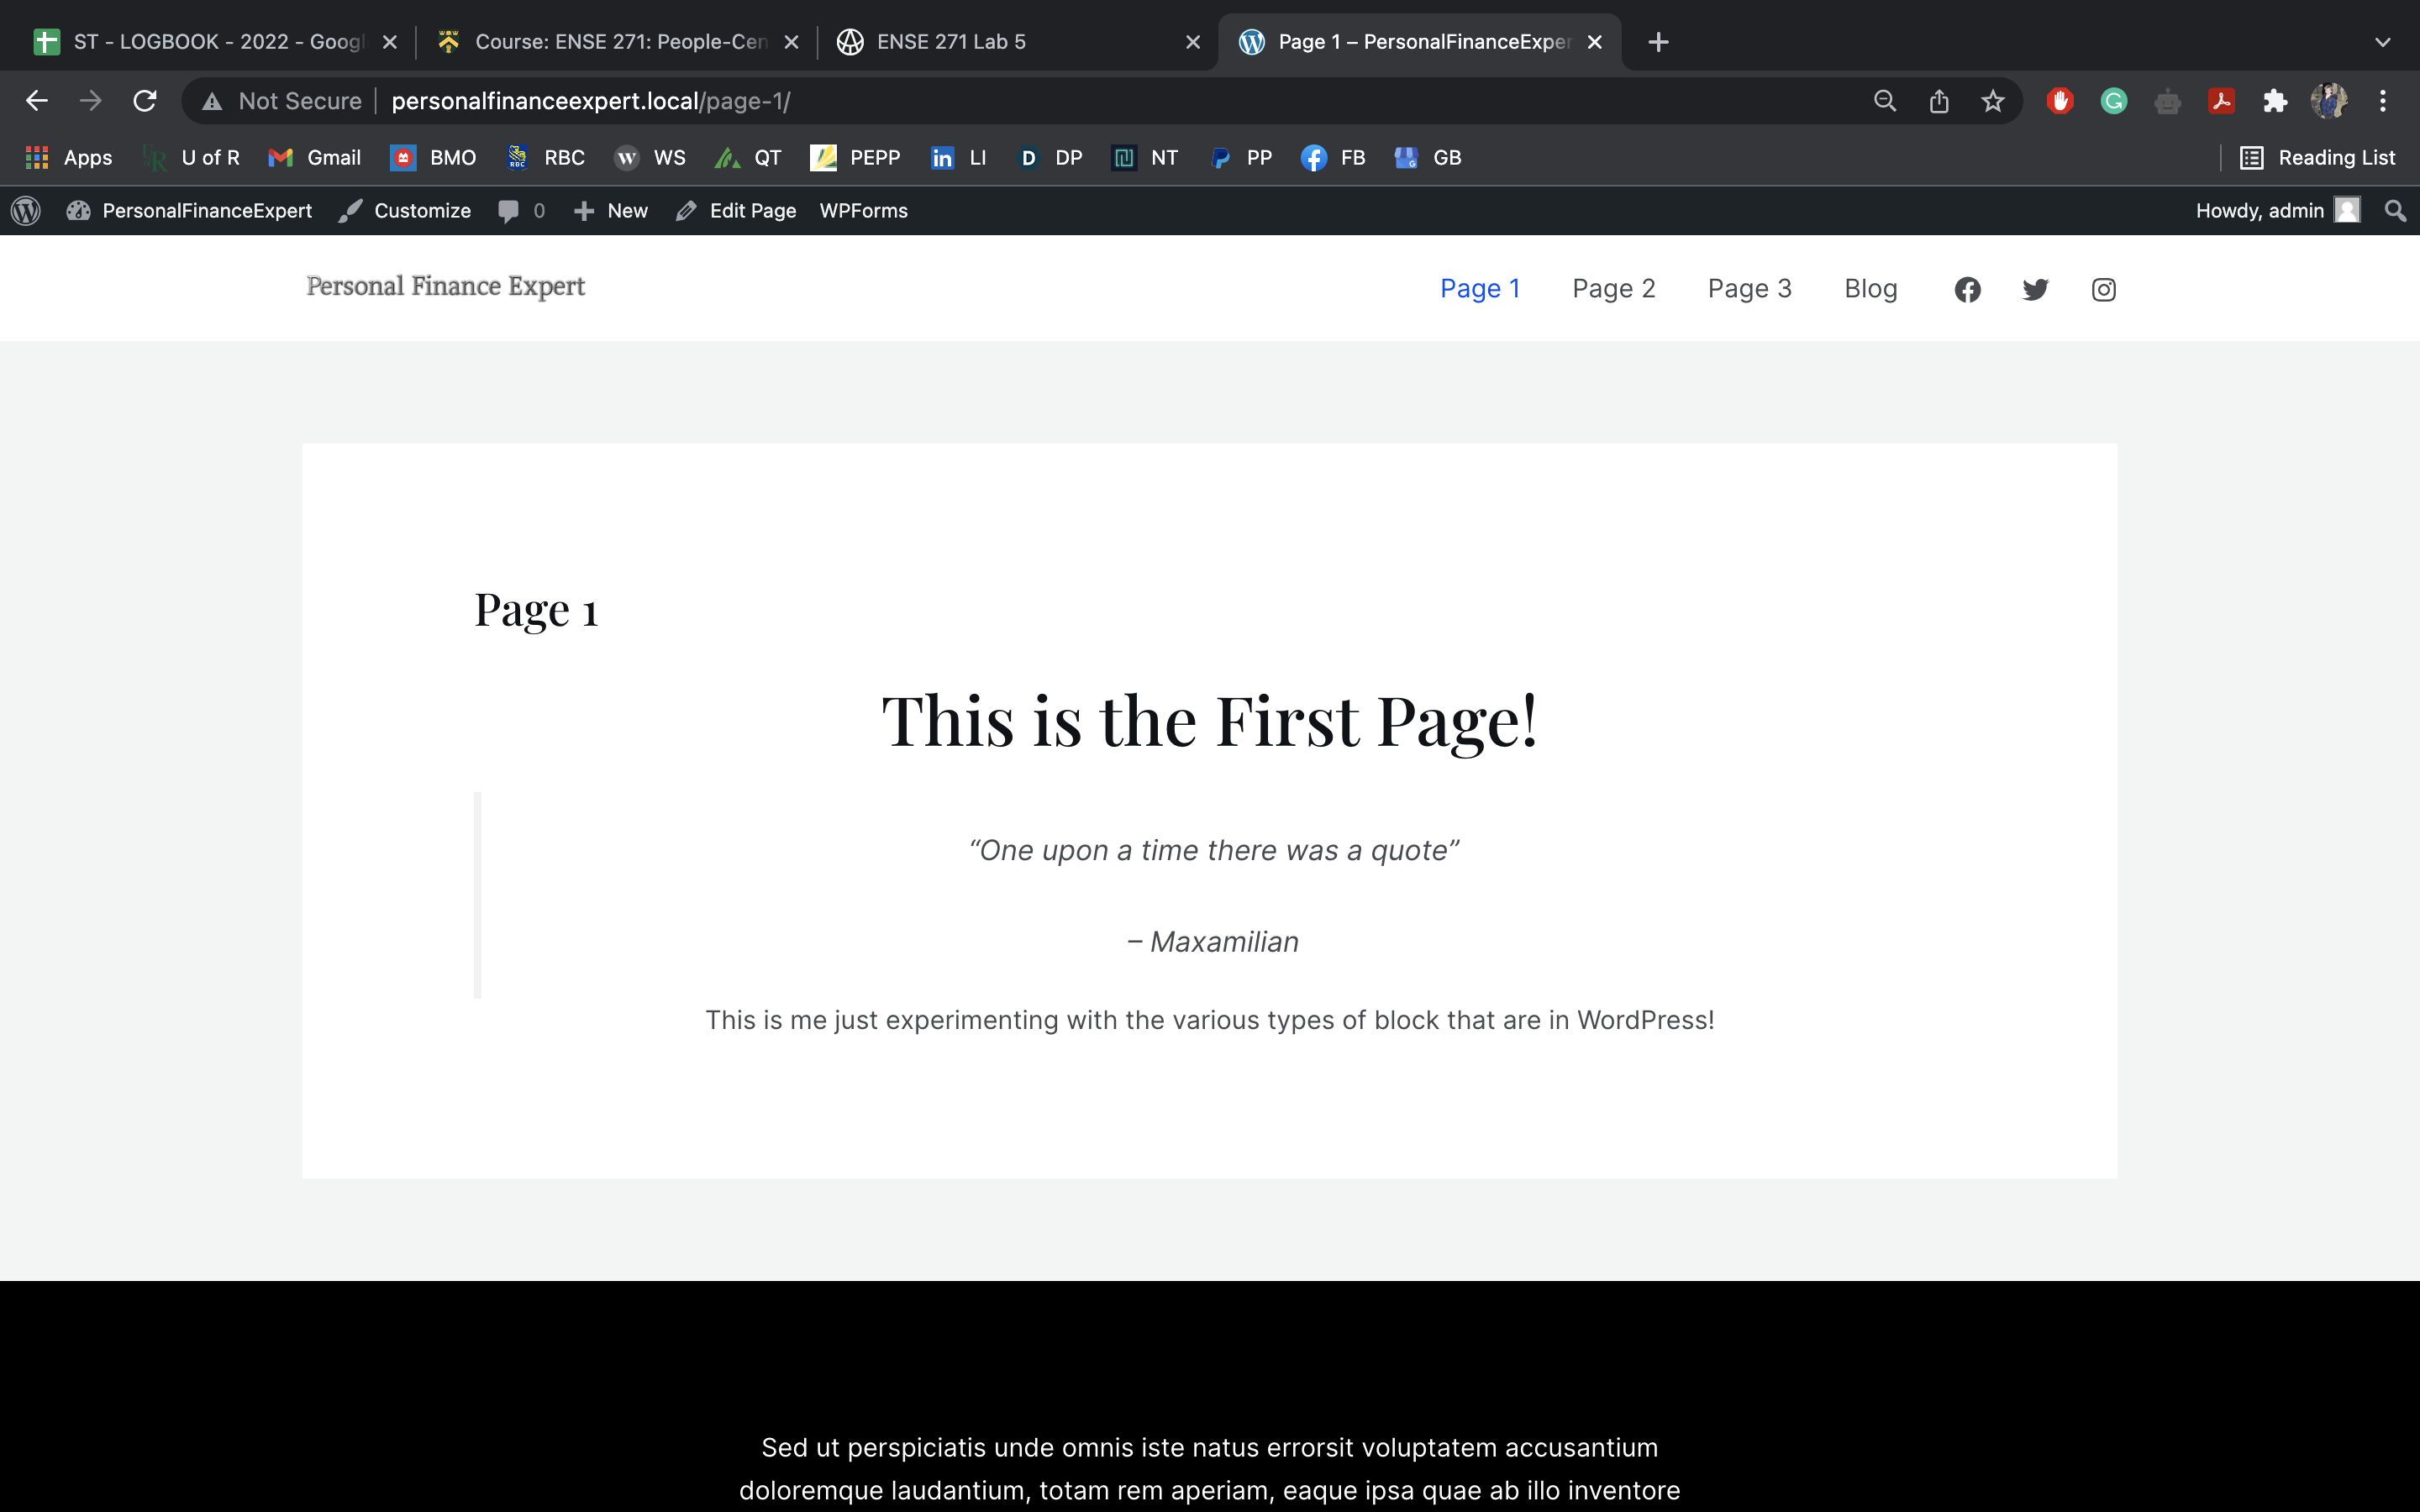 ST - LOGBOOK - 2022 - Googl
Course: ENSE 271: People-Cen
ENSE 271 Lab 5
Page 1 – PersonalFinanceExper
Not Secure
personalfinanceexpert.local/page-1/
Apps
U of R
Gmail
BMO
RBC
WS
QT
PEPP
LI
DP
NT
PP
FB
GB
Reading List
PersonalFinanceExpert
Customize
0
New
Edit Page
WPForms
Howdy, admin
Personal Finance Expert
Page 1
Page 2
Page 3
Blog
Page 1
This is the First Page!
“One upon a time there was a quote”
– Maxamilian
This is me just experimenting with the various types of block that are in WordPress!
Sed ut perspiciatis unde omnis iste natus errorsit voluptatem accusantium
doloremque laudantium, totam rem aperiam, eaque ipsa quae ab illo inventore